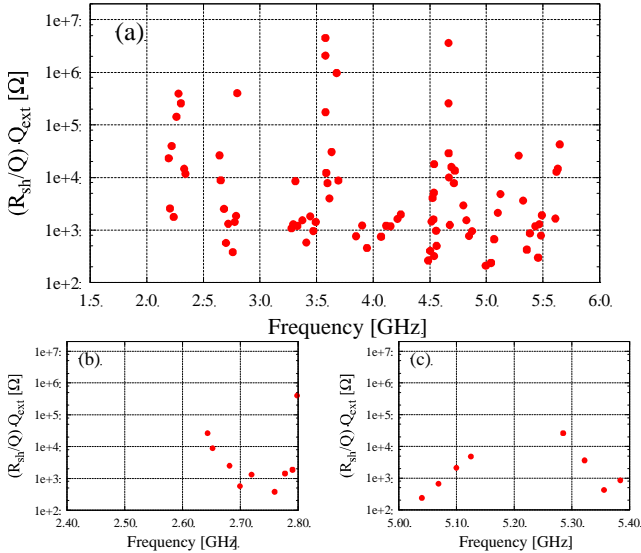 (a)
1e+7
1e+6
1e+5
1e+4
1e+3
1e+2
(R_sh/Q)·Q_ext [Ω]
1.5 2.0 2.5 3.0 3.5 4.0 4.5 5.0 5.5 6.0
Frequency [GHz]
(b).
1e+7
1e+6
1e+5
1e+4
1e+3
1e+2
(R_sh/Q)·Q_ext [Ω]
2.40. 2.50. 2.60. 2.70. 2.80.
Frequency [GHz].
(c).
1e+7
1e+6
1e+5
1e+4
1e+3
1e+2
(R_sh/Q)·Q_ext [Ω]
5.00. 5.10. 5.20. 5.30. 5.40.
Frequency [GHz].